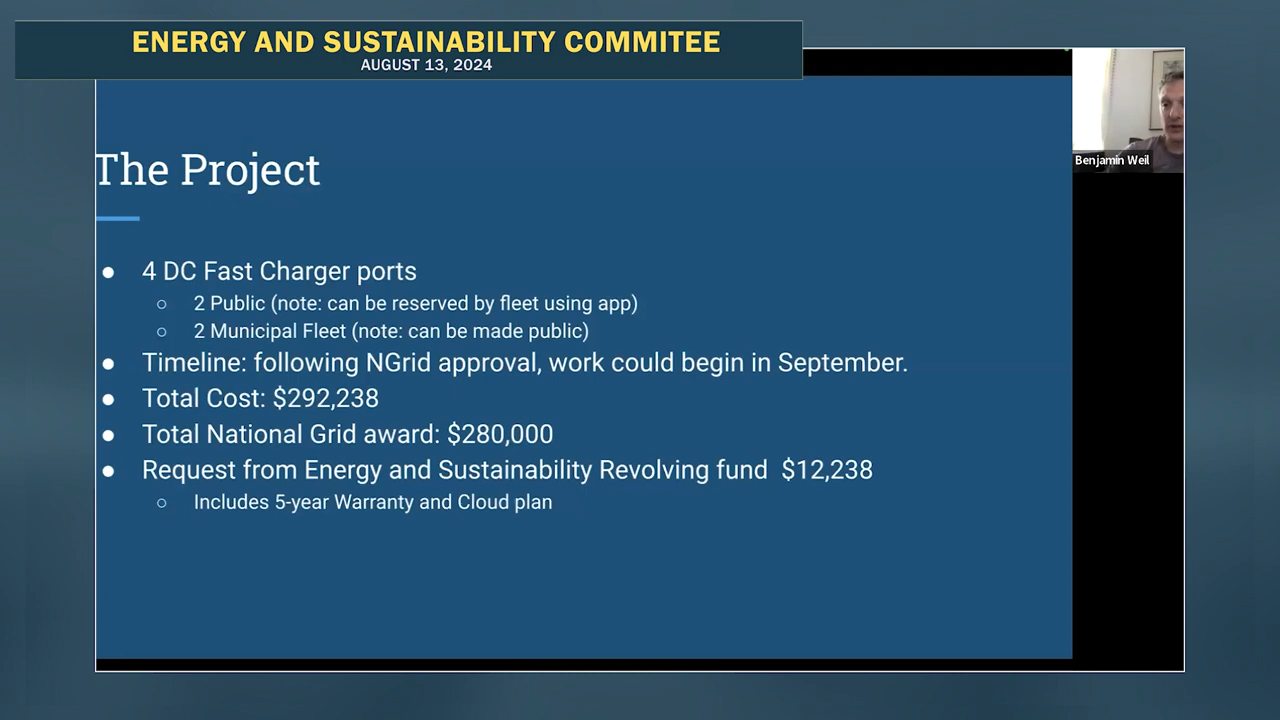 ENERGY AND SUSTAINABILITY COMMITEE
AUGUST 13, 2024
The Project
● 4 DC Fast Charger ports
○ 2 Public (note: can be reserved by fleet using app)
○ 2 Municipal Fleet (note: can be made public)
● Timeline: following NGrid approval, work could begin in September.
● Total Cost: $292,238
● Total National Grid award: $280,000
● Request from Energy and Sustainability Revolving fund $12,238
○ Includes 5-year Warranty and Cloud plan
Benjamin Weil